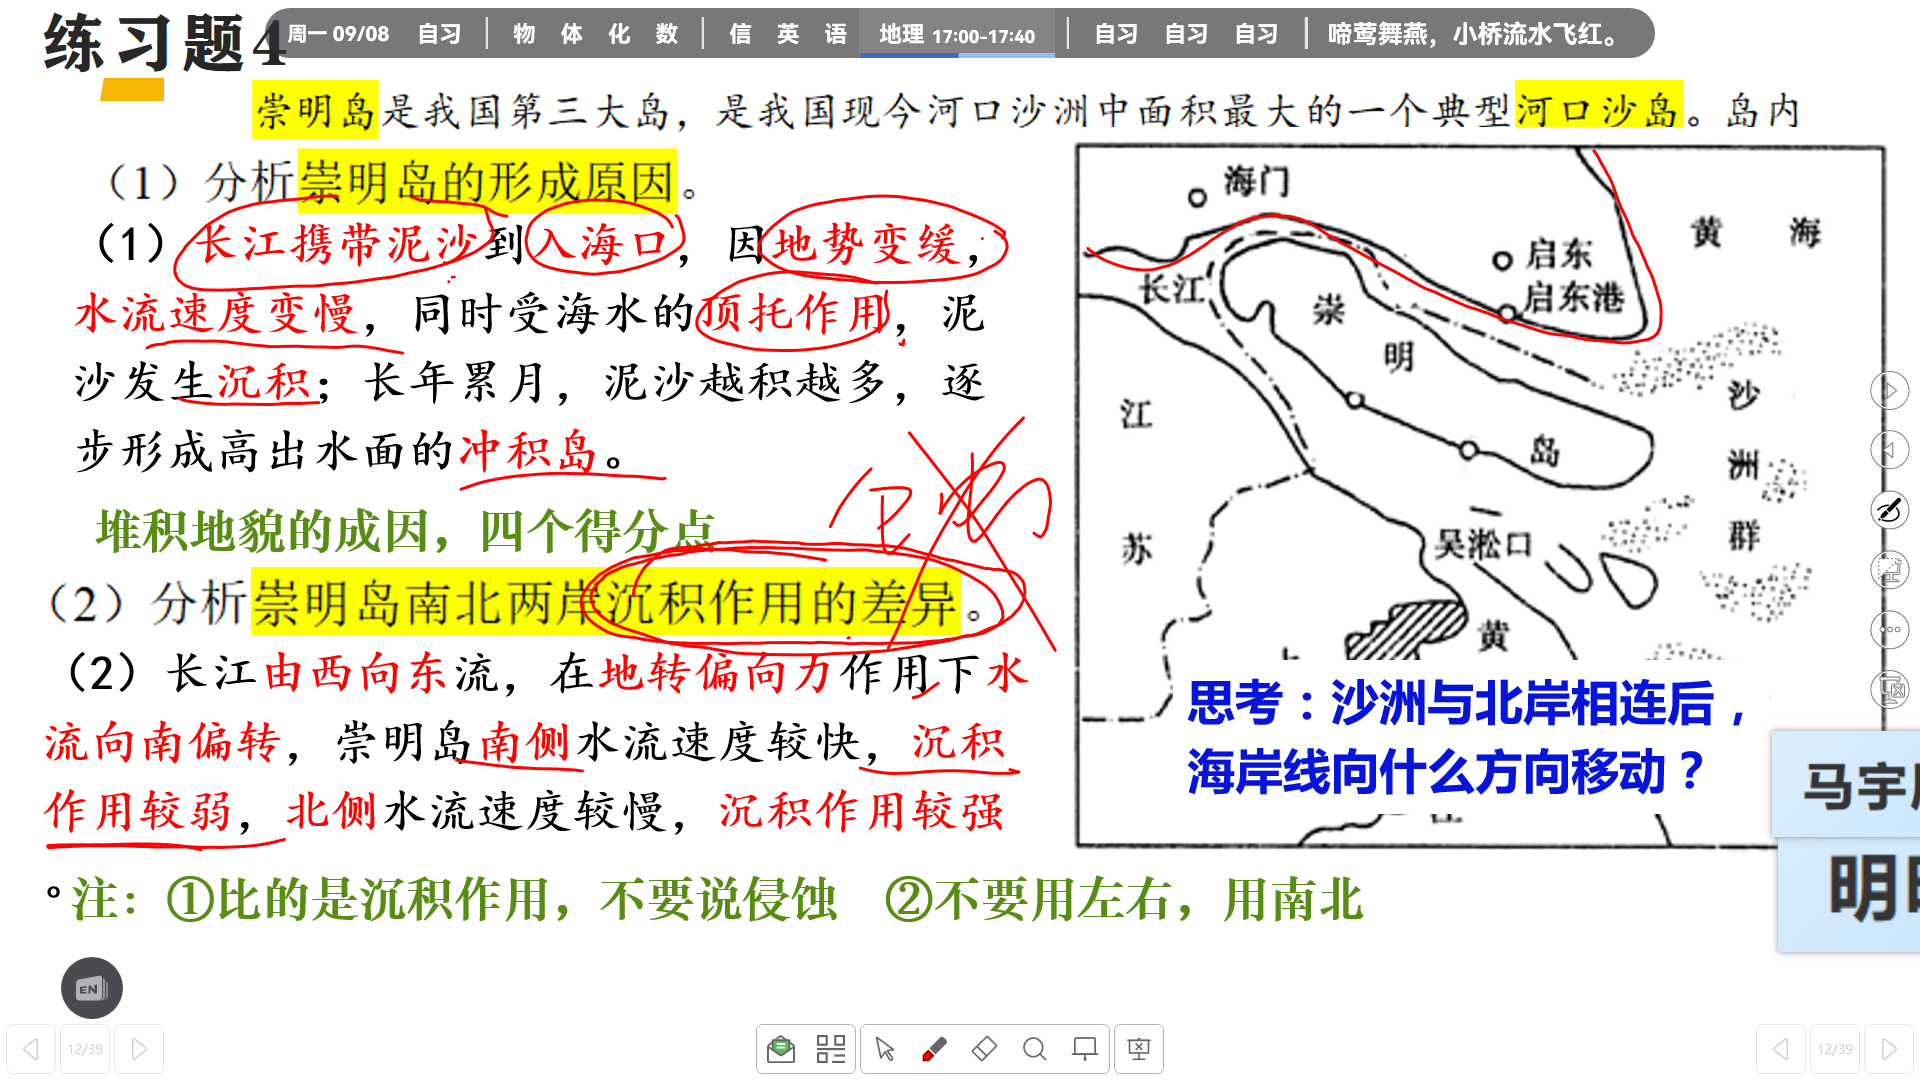 练习题4
周一 09/08 自习 | 物 体 化 数 | 信 英 语 地理 17:00-17:40 | 自习 自习 自习 | 啼莺舞燕，小桥流水飞红。
崇明岛是我国第三大岛，是我国现今河口沙洲中面积最大的一个典型河口沙岛。岛内
（1）分析崇明岛的形成原因。
（1）长江携带泥沙到入海口，因地势变缓，
水流速度变慢，同时受海水的顶托作用，泥
沙发生沉积；长年累月，泥沙越积越多，逐
步形成高出水面的冲积岛。
堆积地貌的成因，四个得分点
（2）分析崇明岛南北两岸沉积作用的差异。
（2）长江由西向东流，在地转偏向力作用下水
流向南偏转，崇明岛南侧水流速度较快，沉积
作用较弱，北侧水流速度较慢，沉积作用较强
。
注：①比的是沉积作用，不要说侵蚀 ②不要用左右，用南北
海门
黄 海
启东
启东港
长江
崇
明
岛
江
苏
沙
洲
群
吴淞口
黄
思考：沙洲与北岸相连后，
海岸线向什么方向移动？
马宇
明
EN
12/39
12/39